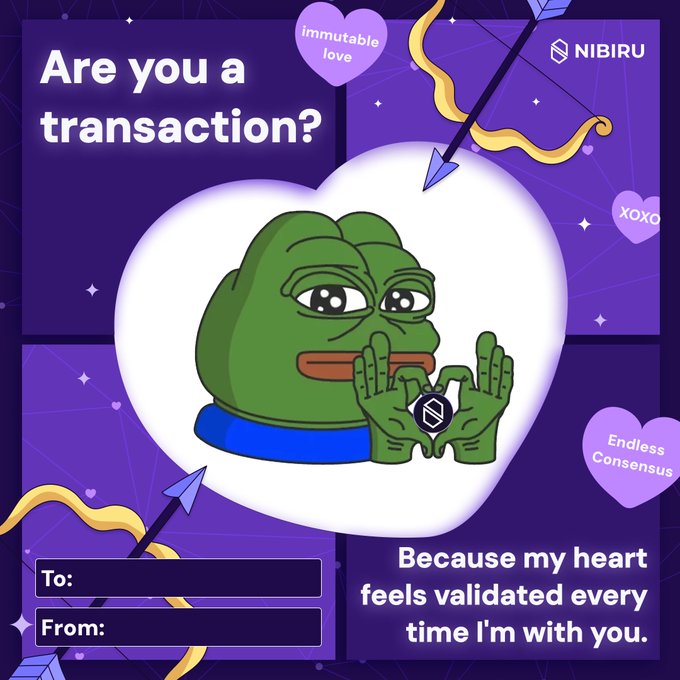 immutable
love
NIBIRU
Are you a
transaction?
XOXO
Endless
Consensus
Because my heart
feels validated every
time I'm with you.
To:
From: